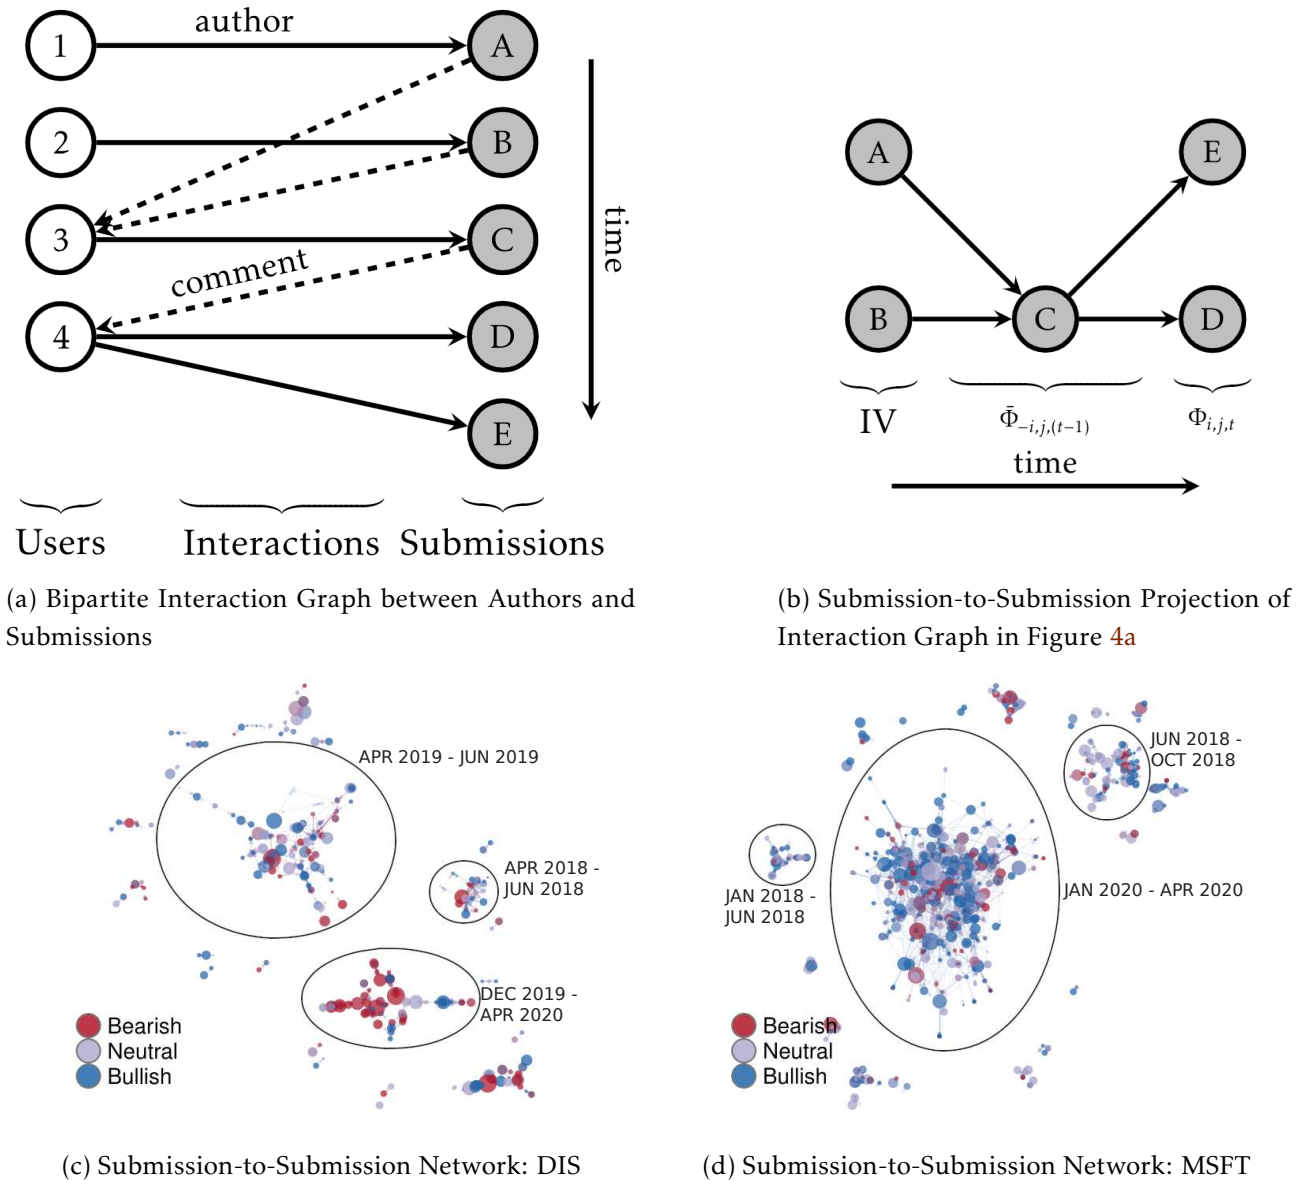 author
1
A
2
B
3
C
comment
4
D
E
time
Users
Interactions
Submissions
(a) Bipartite Interaction Graph between Authors and
Submissions
A
E
B
C
D
IV
Φ̄₋i,j,(t−1)
Φi,j,t
time
(b) Submission-to-Submission Projection of
Interaction Graph in Figure 4a
APR 2019 - JUN 2019
APR 2018 -
JUN 2018
DEC 2019 -
APR 2020
Bearish
Neutral
Bullish
(c) Submission-to-Submission Network: DIS
JUN 2018 -
OCT 2018
JAN 2018 -
JUN 2018
JAN 2020 - APR 2020
Bearish
Neutral
Bullish
(d) Submission-to-Submission Network: MSFT